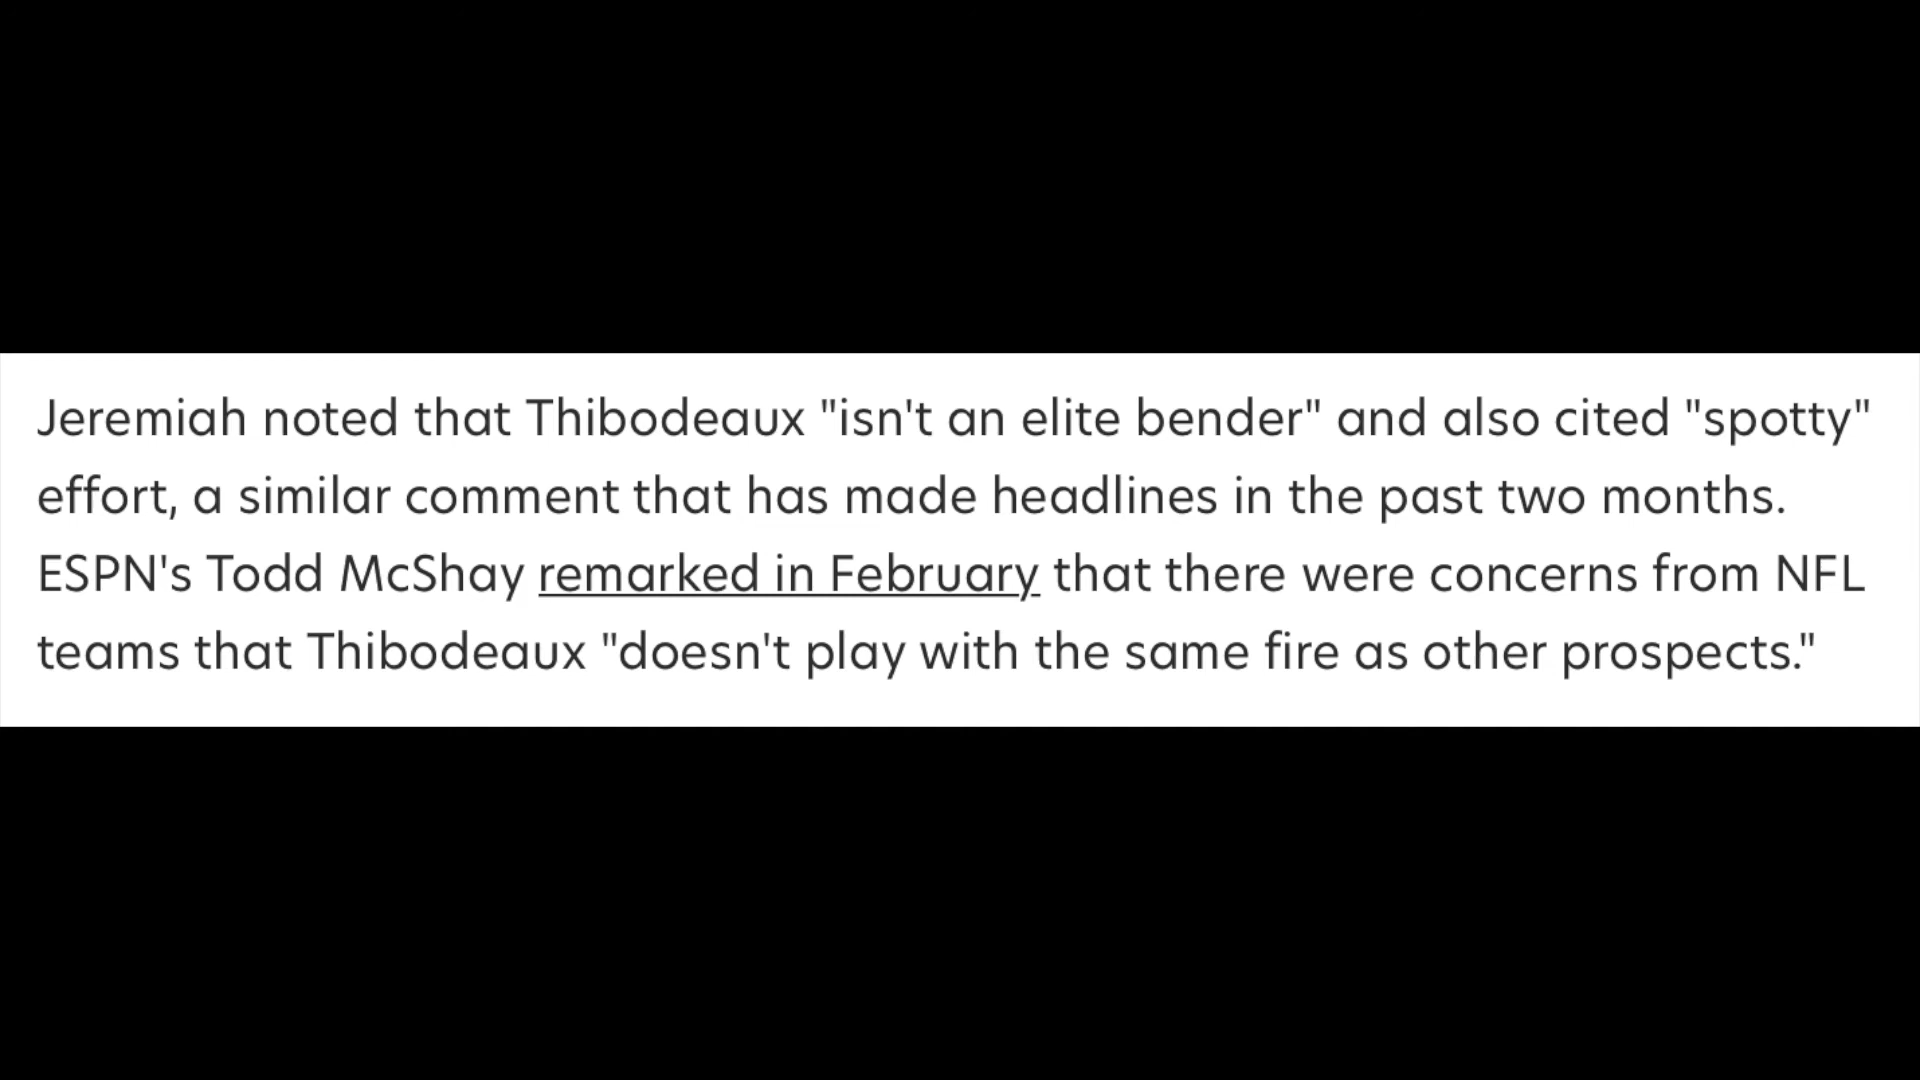 Jeremiah noted that Thibodeaux "isn't an elite bender" and also cited "spotty"
effort, a similar comment that has made headlines in the past two months.
ESPN's Todd McShay remarked in February that there were concerns from NFL
teams that Thibodeaux "doesn't play with the same fire as other prospects."